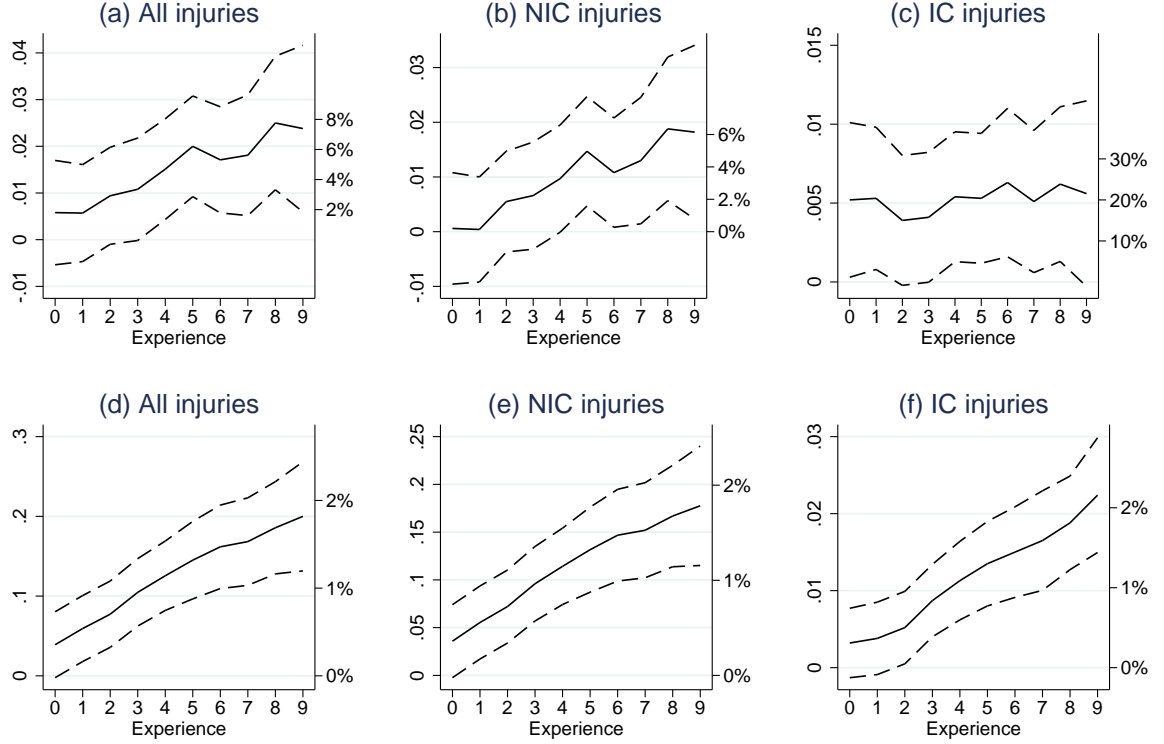 (a) All injuries
.04
.03
.02
.01
0
-.01
8%
6%
4%
2%
0 1 2 3 4 5 6 7 8 9
Experience
(b) NIC injuries
.03
.02
.01
0
-.01
6%
4%
2.%
0%
0 1 2 3 4 5 6 7 8 9
Experience
(c) IC injuries
.015
.01
.005
0
30%
20%
10%
0 1 2 3 4 5 6 7 8 9
Experience
(d) All injuries
.3
.2
.1
0
2%
1%
0%
0 1 2 3 4 5 6 7 8 9
Experience
(e) NIC injuries
.25
.2
.15
.1
.05
0
2%
1%
0%
0 1 2 3 4 5 6 7 8 9
Experience
(f) IC injuries
.03
.02
.01
0
2%
1%
0%
0 1 2 3 4 5 6 7 8 9
Experience